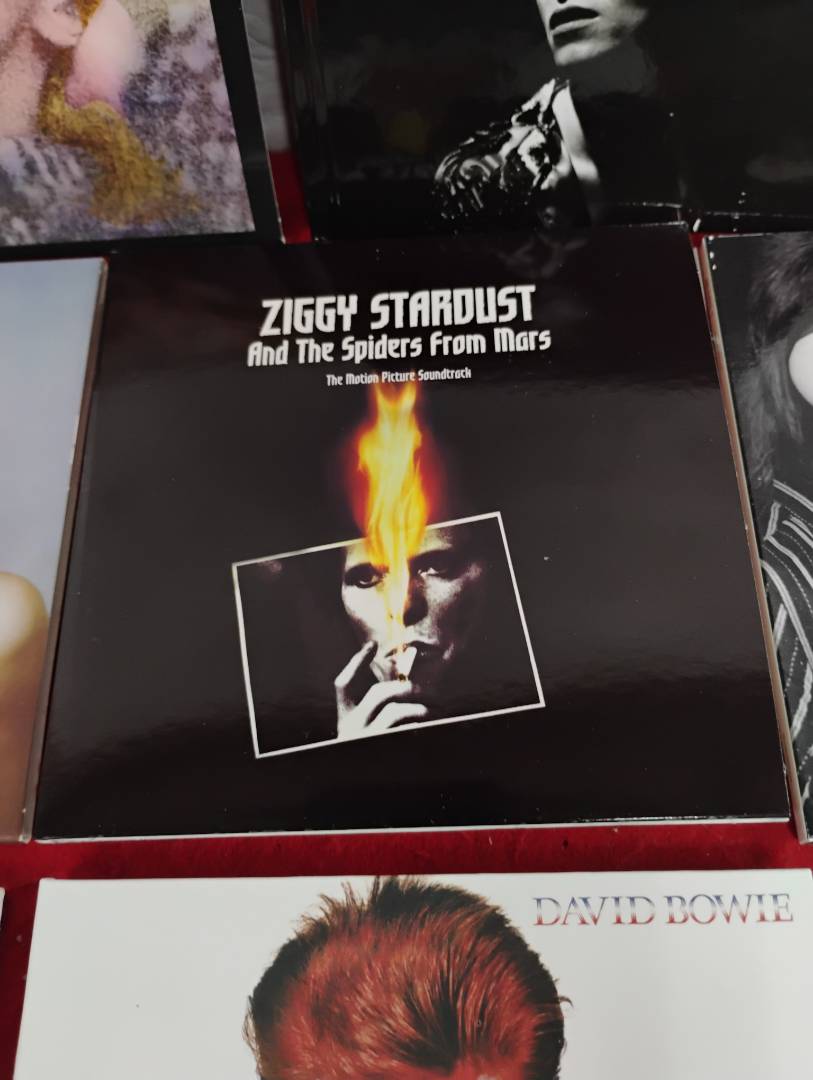 ZIGGY STARDUST
And The Spiders From Mars
The Motion Picture Soundtrack
DAVID BOWIE